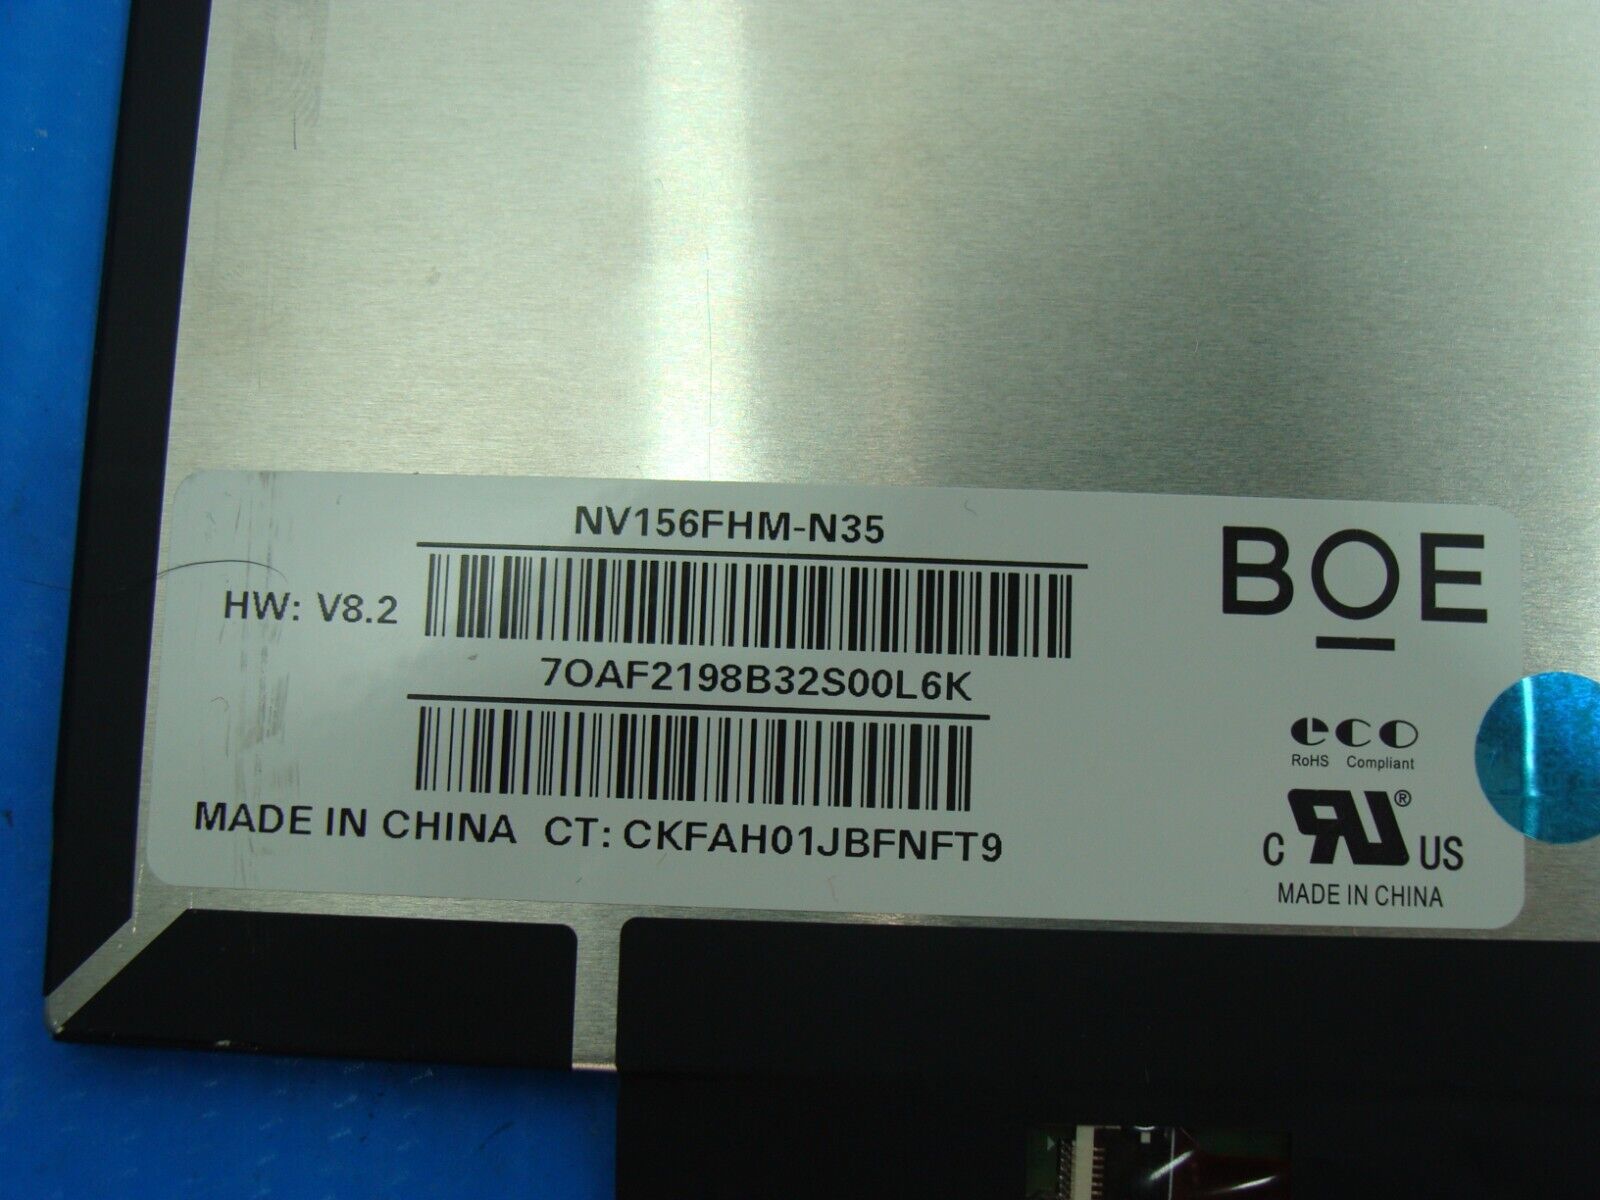 NV156FHM-N35
BOE
HW: V8.2
7OAF2198B32S00L6K
eco
RoHS Compliant
MADE IN CHINA CT: CKFAH01JBFNFT9
C RU® US
MADE IN CHINA